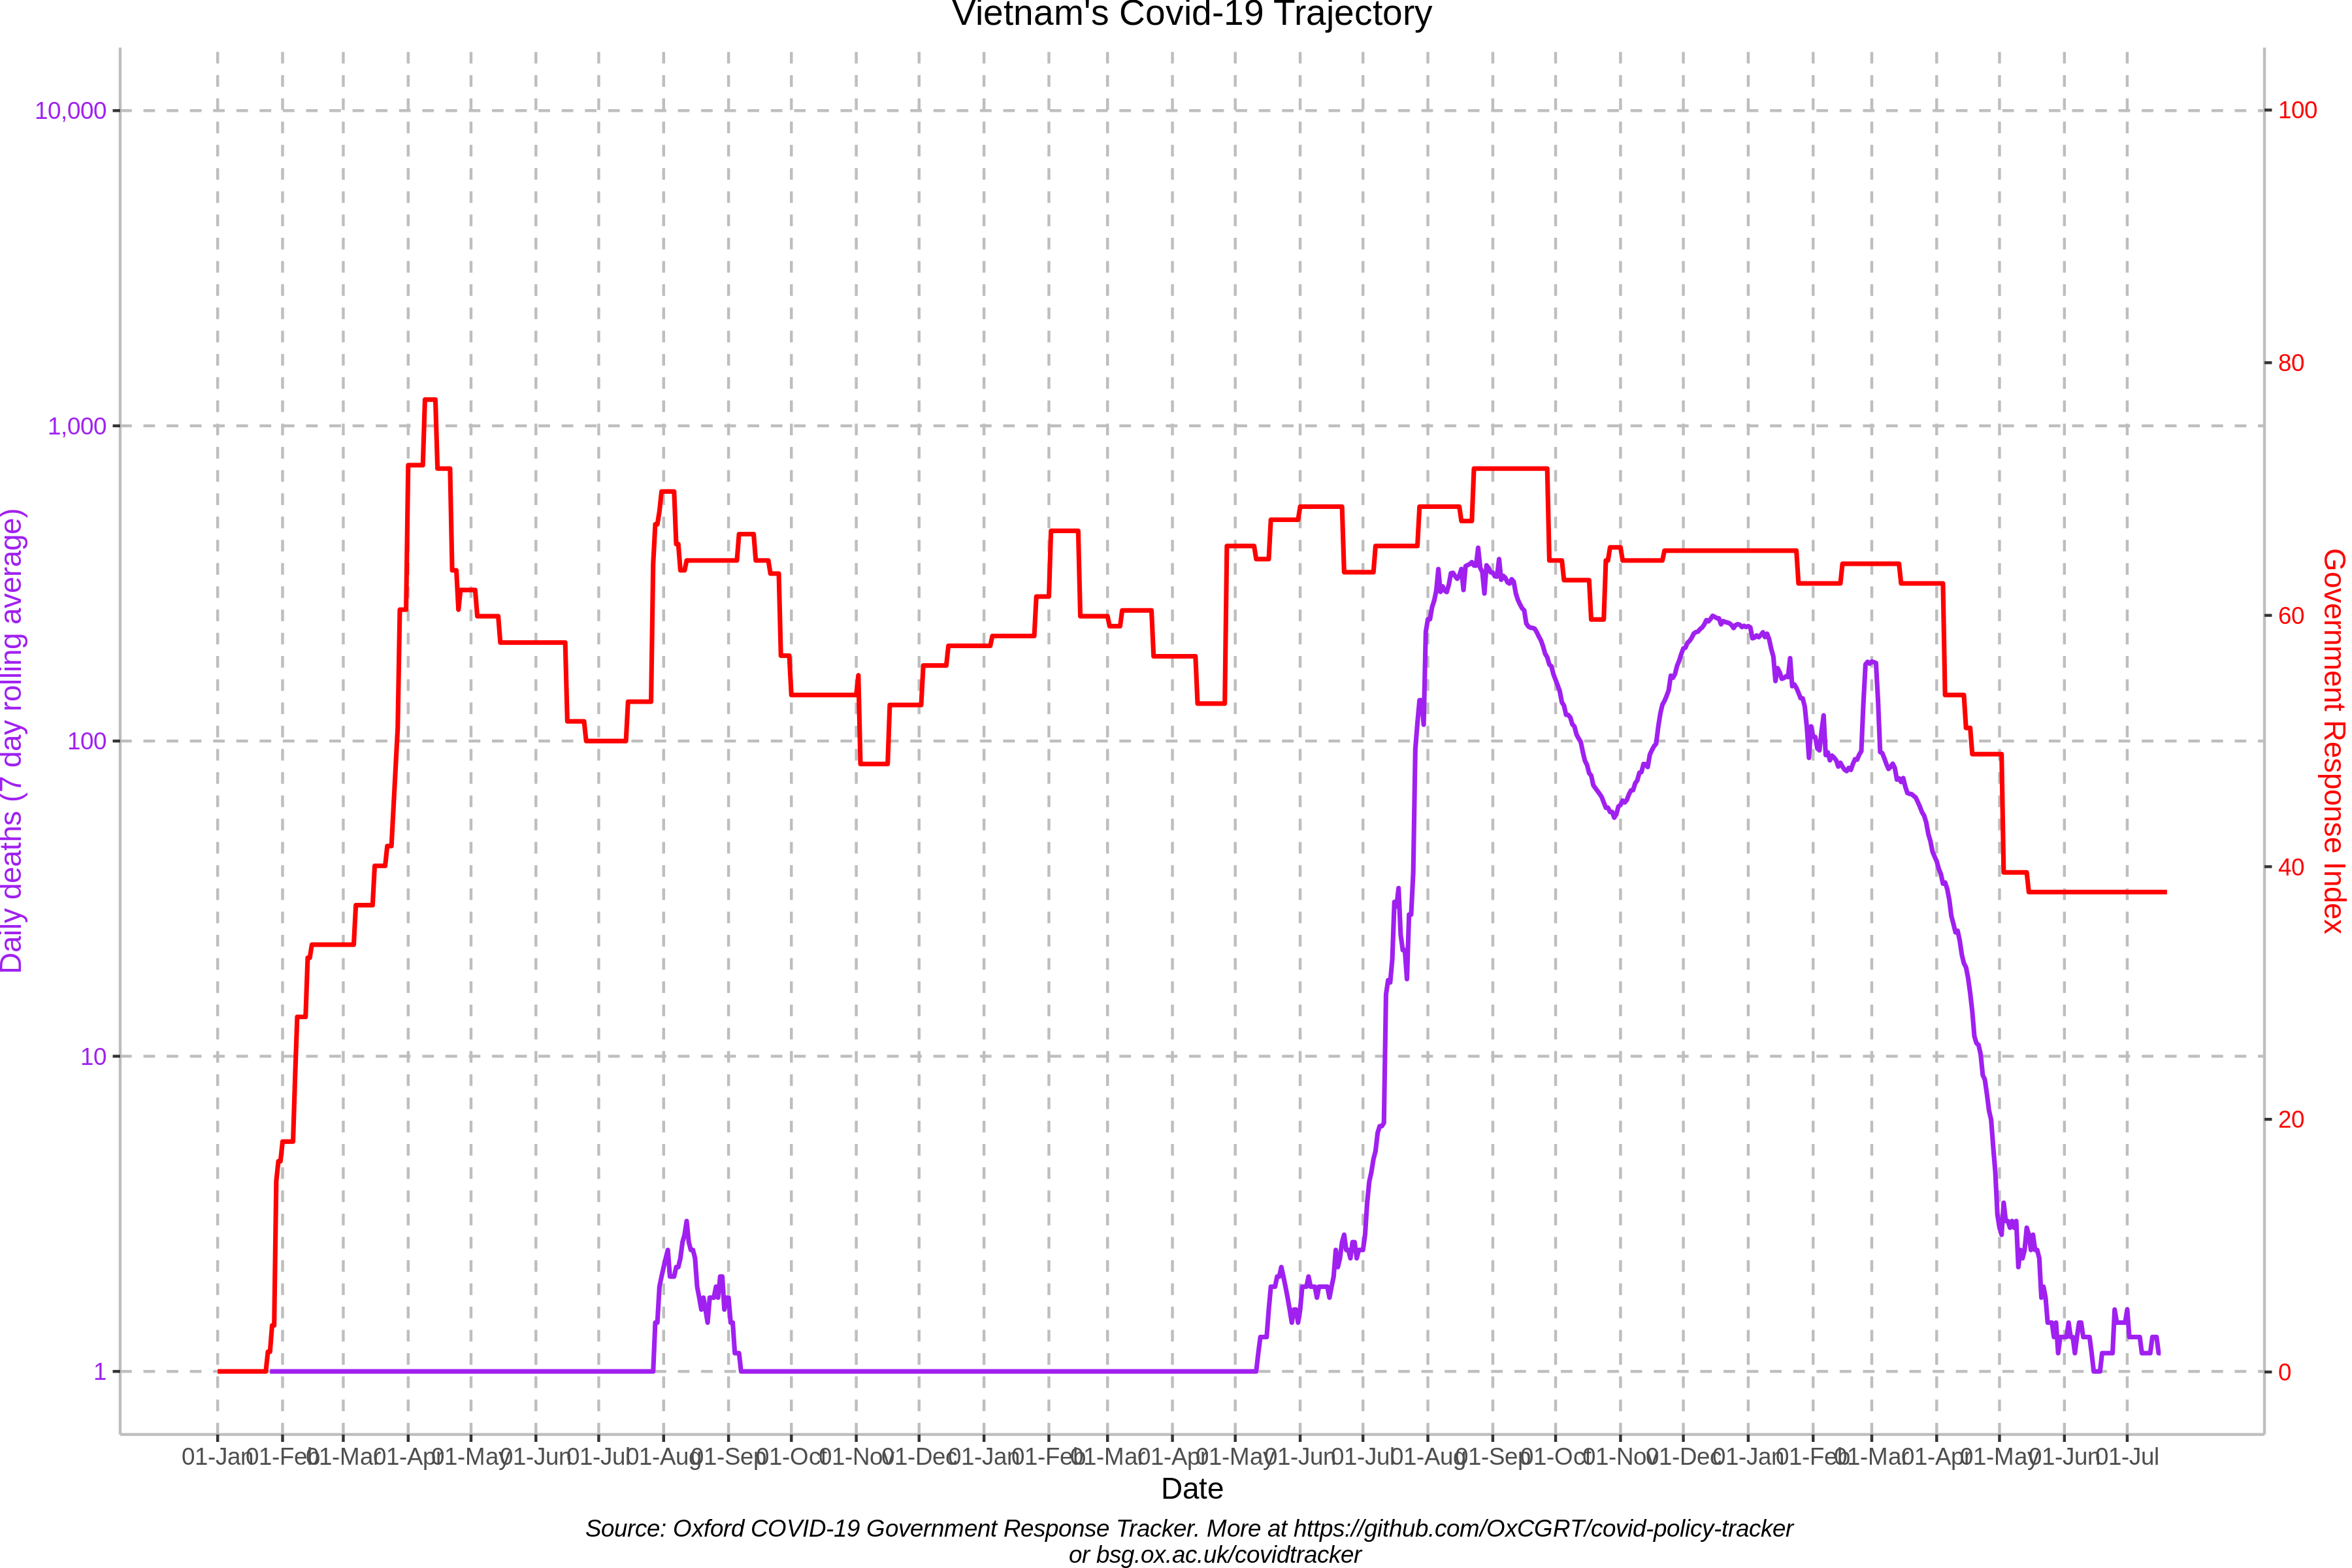 Vietnam's Covid-19 Trajectory
10,000
1,000
100
10
1
Daily deaths (7 day rolling average)
100
80
60
40
20
0
Government Response Index
01-Jan 01-Feb 01-Mar 01-Apr 01-May 01-Jun 01-Jul 01-Aug 01-Sep 01-Oct 01-Nov 01-Dec 01-Jan 01-Feb 01-Mar 01-Apr 01-May 01-Jun 01-Jul 01-Aug 01-Sep 01-Oct 01-Nov 01-Dec 01-Jan 01-Feb 01-Mar 01-Apr 01-May 01-Jun 01-Jul
Date
Source: Oxford COVID-19 Government Response Tracker. More at https://github.com/OxCGRT/covid-policy-tracker
or bsg.ox.ac.uk/covidtracker